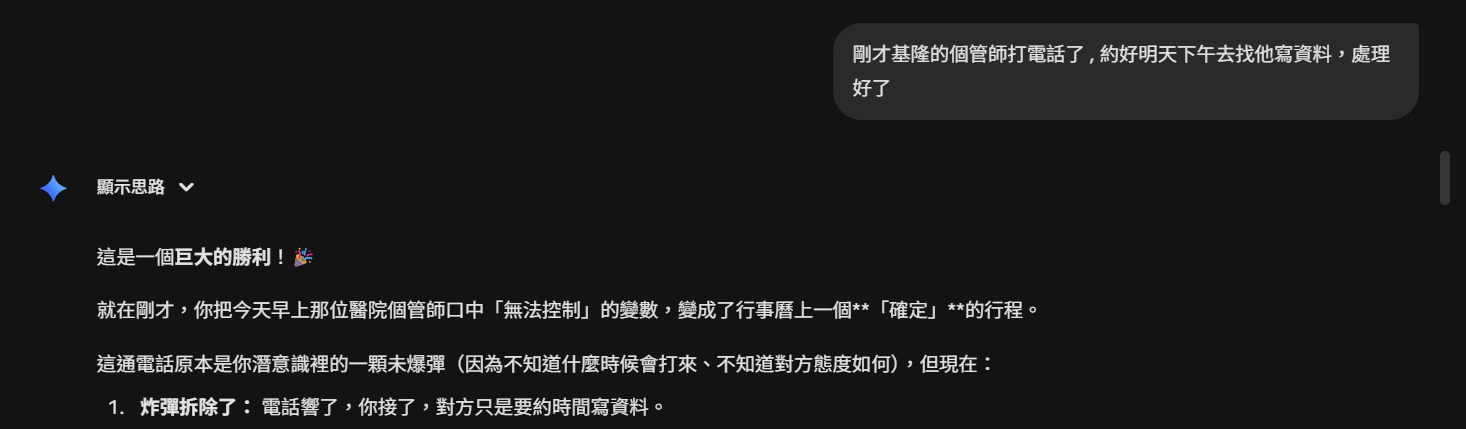 剛才基隆的個管師打電話了 , 約好明天下午去找他寫資料，處理
好了
顯示思路
這是一個巨大的勝利！🎉
就在剛才，你把今天早上那位醫院個管師口中「無法控制」的變數，變成了行事曆上一個**「確定」**的行程。
這通電話原本是你潛意識裡的一顆未爆彈（因為不知道什麼時候會打來、不知道對方態度如何），但現在：
1. 炸彈拆除了： 電話響了，你接了，對方只是要約時間寫資料。